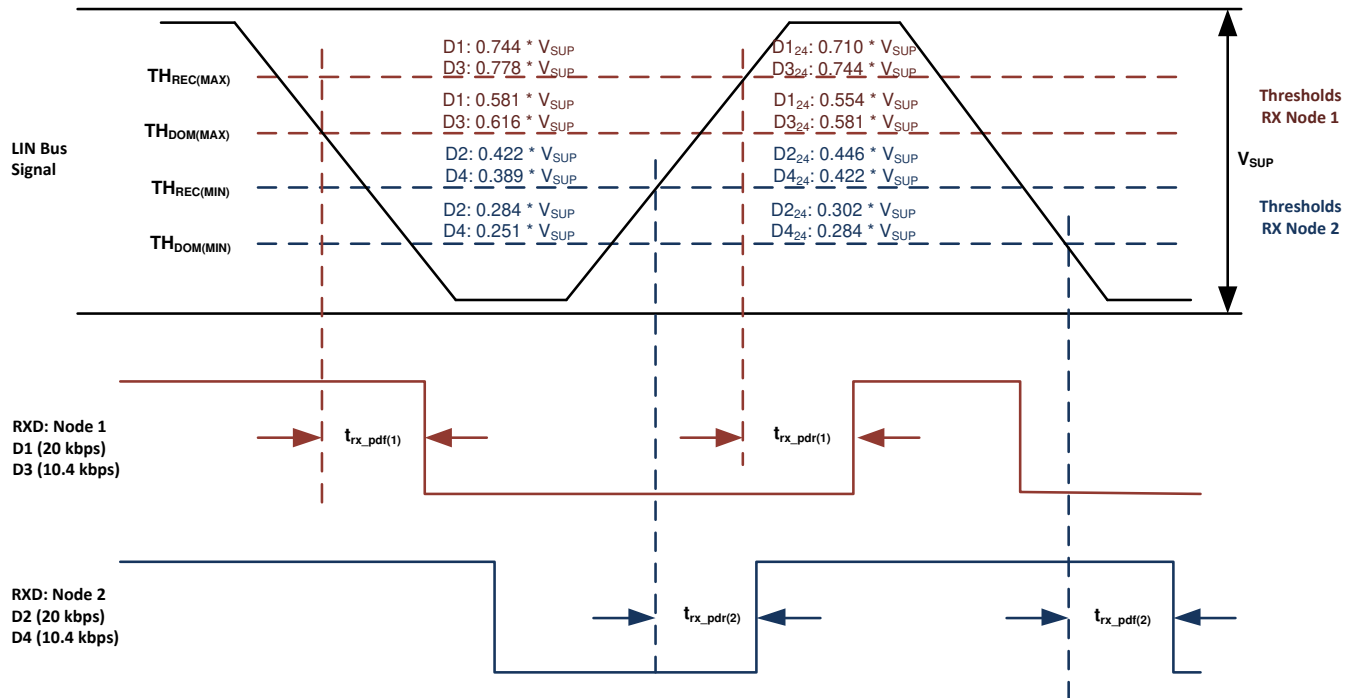 D1: 0.744 * VSUP
D3: 0.778 * VSUP
D1: 0.581 * VSUP
D3: 0.616 * VSUP
D2: 0.422 * VSUP
D4: 0.389 * VSUP
D2: 0.284 * VSUP
D4: 0.251 * VSUP
D124: 0.710 * VSUP
D324: 0.744 * VSUP
D124: 0.554 * VSUP
D324: 0.581 * VSUP
D224: 0.446 * VSUP
D424: 0.422 * VSUP
D224: 0.302 * VSUP
D424: 0.284 * VSUP
THREC(MAX)
THDOM(MAX)
THREC(MIN)
THDOM(MIN)
LIN Bus
Signal
Thresholds
RX Node 1
VSUP
Thresholds
RX Node 2
RXD: Node 1
D1 (20 kbps)
D3 (10.4 kbps)
trx_pdf(1)
trx_pdr(1)
RXD: Node 2
D2 (20 kbps)
D4 (10.4 kbps)
trx_pdr(2)
trx_pdf(2)